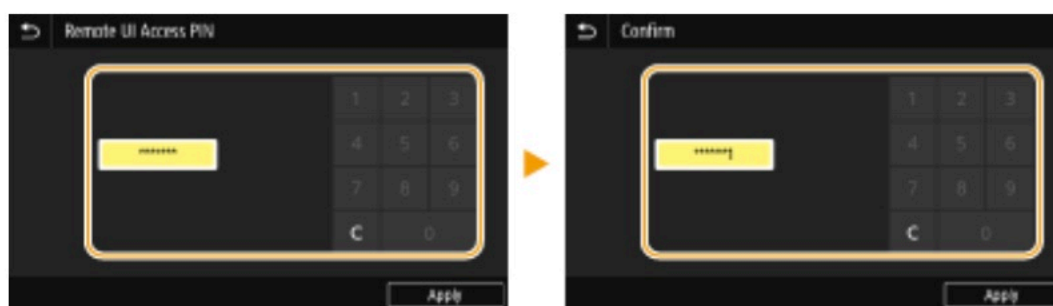 Remote UI Access PIN
*******
1 2 3
4 5 6
7 8 9
C 0
Apply
Confirm
******1
1 2 3
4 5 6
7 8 9
C 0
Apply